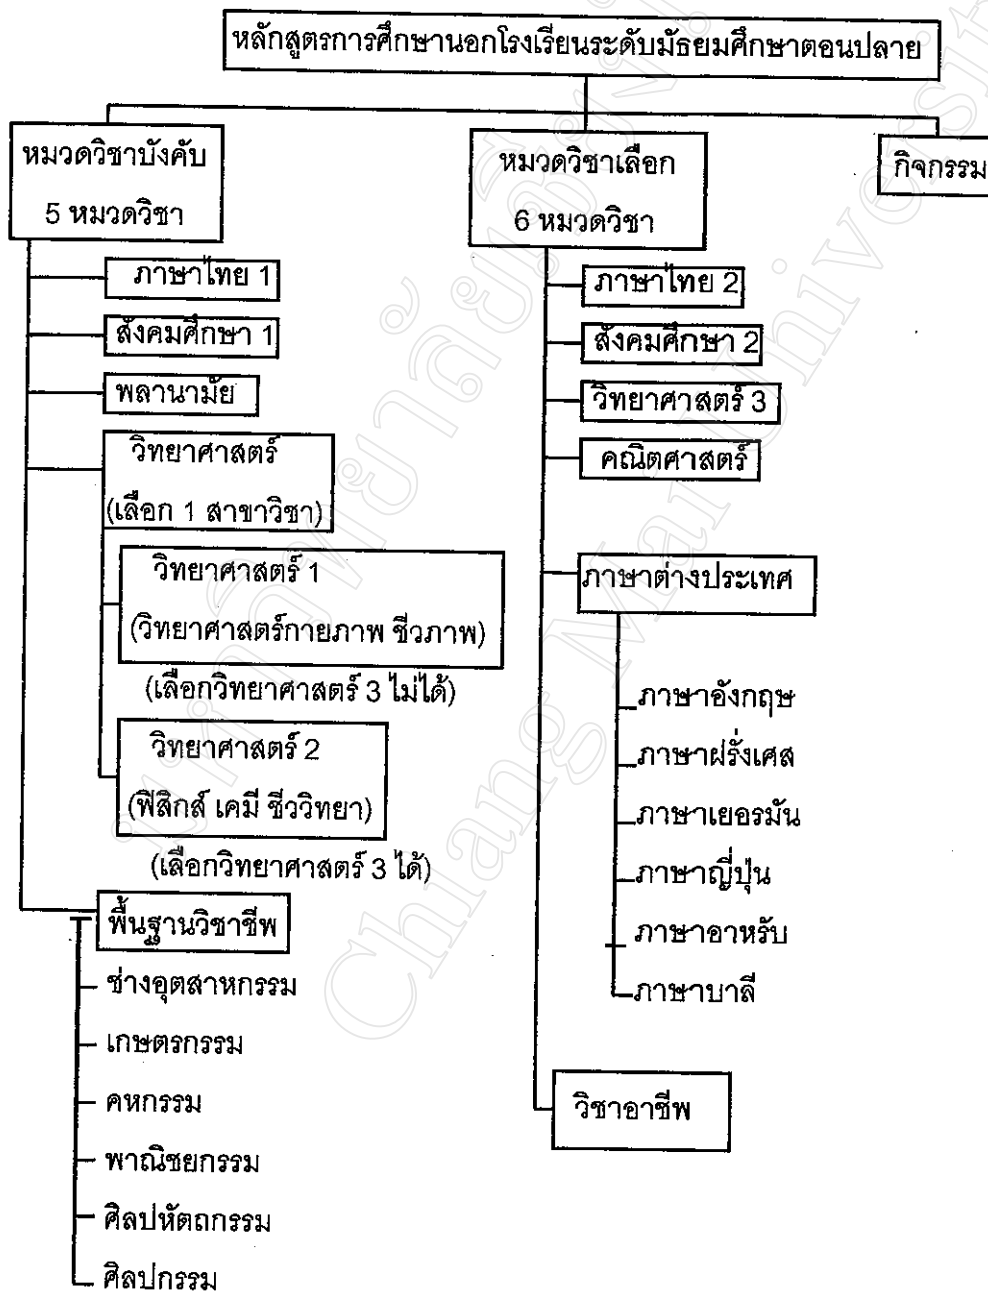 หลักสูตรการศึกษานอกโรงเรียนระดับมัธยมศึกษาตอนปลาย
หมวดวิชาบังคับ
5 หมวดวิชา
ภาษาไทย 1
สังคมศึกษา 1
พลานามัย
วิทยาศาสตร์
(เลือก 1 สาขาวิชา)
วิทยาศาสตร์ 1
(วิทยาศาสตร์กายภาพ ชีวภาพ)
(เลือกวิทยาศาสตร์ 3 ไม่ได้)
วิทยาศาสตร์ 2
(ฟิสิกส์ เคมี ชีววิทยา)
(เลือกวิทยาศาสตร์ 3 ได้)
พื้นฐานวิชาชีพ
ช่างอุตสาหกรรม
เกษตรกรรม
คหกรรม
พาณิชยกรรม
ศิลปหัตถกรรม
ศิลปกรรม
หมวดวิชาเลือก
6 หมวดวิชา
ภาษาไทย 2
สังคมศึกษา 2
วิทยาศาสตร์ 3
คณิตศาสตร์
ภาษาต่างประเทศ
ภาษาอังกฤษ
ภาษาฝรั่งเศส
ภาษาเยอรมัน
ภาษาญี่ปุ่น
ภาษาอาหรับ
ภาษาบาลี
วิชาอาชีพ
กิจกรรม
Chiang Mai University